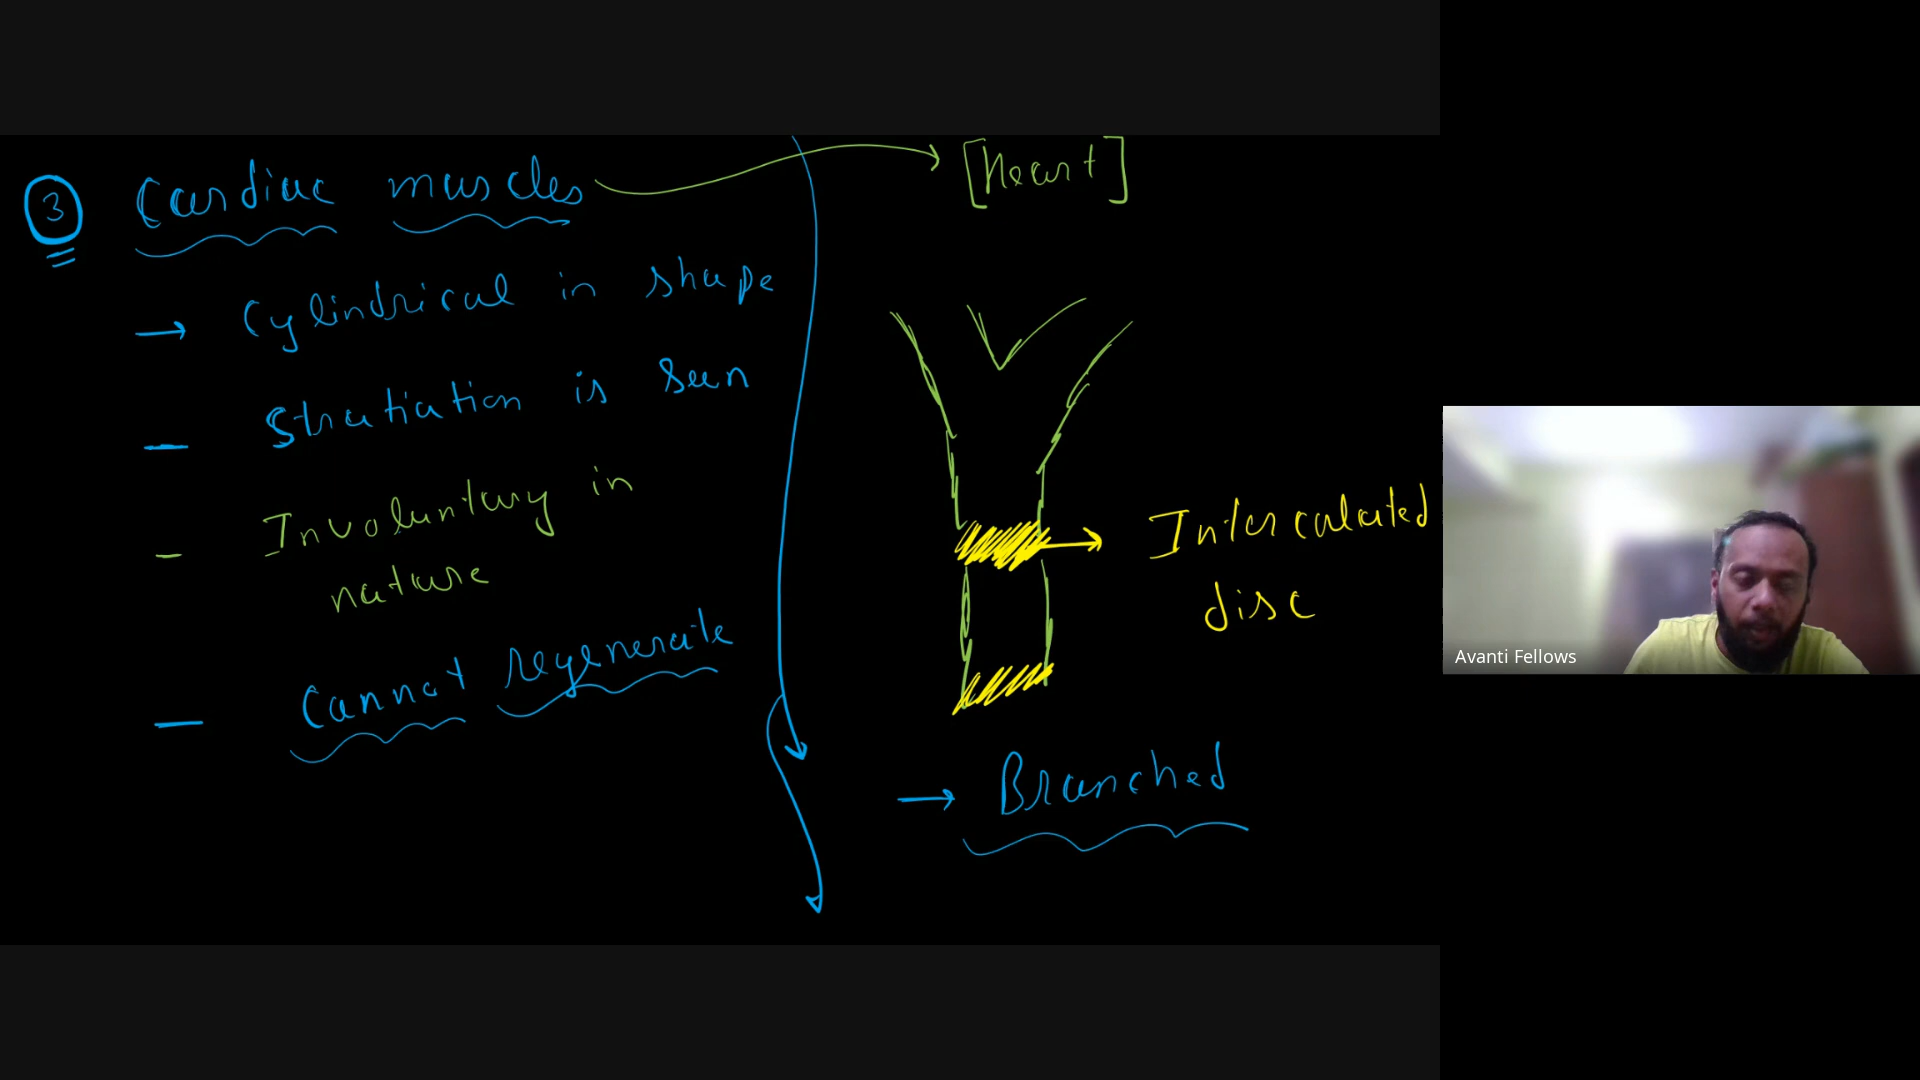 3 Cardiac muscles
[Heart]
→ Cylindrical in shape
— Stratiation is seen
- Involuntary in
nature
— Cannot regenerate
Intercalated
disc
→ Branched
Avanti Fellows